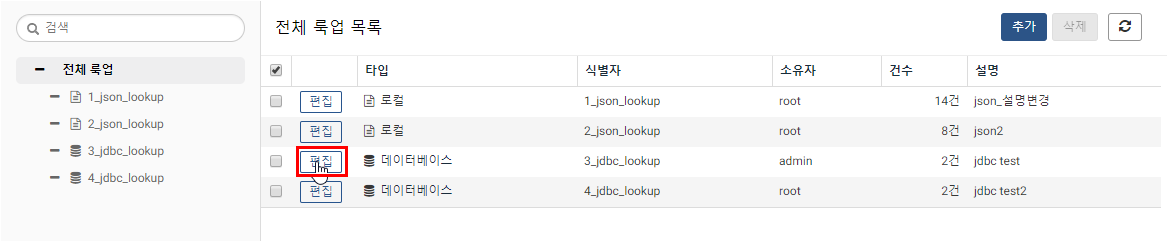 검색
전체 룩업
1_json_lookup
2_json_lookup
3_jdbc_lookup
4_jdbc_lookup
전체 룩업 목록
추가 삭제
타입 식별자 소유자 건수 설명
편집 로컬 1_json_lookup root 14건 json_설명변경
편집 로컬 2_json_lookup root 8건 json2
편집 데이터베이스 3_jdbc_lookup admin 2건 jdbc test
편집 데이터베이스 4_jdbc_lookup root 2건 jdbc test2